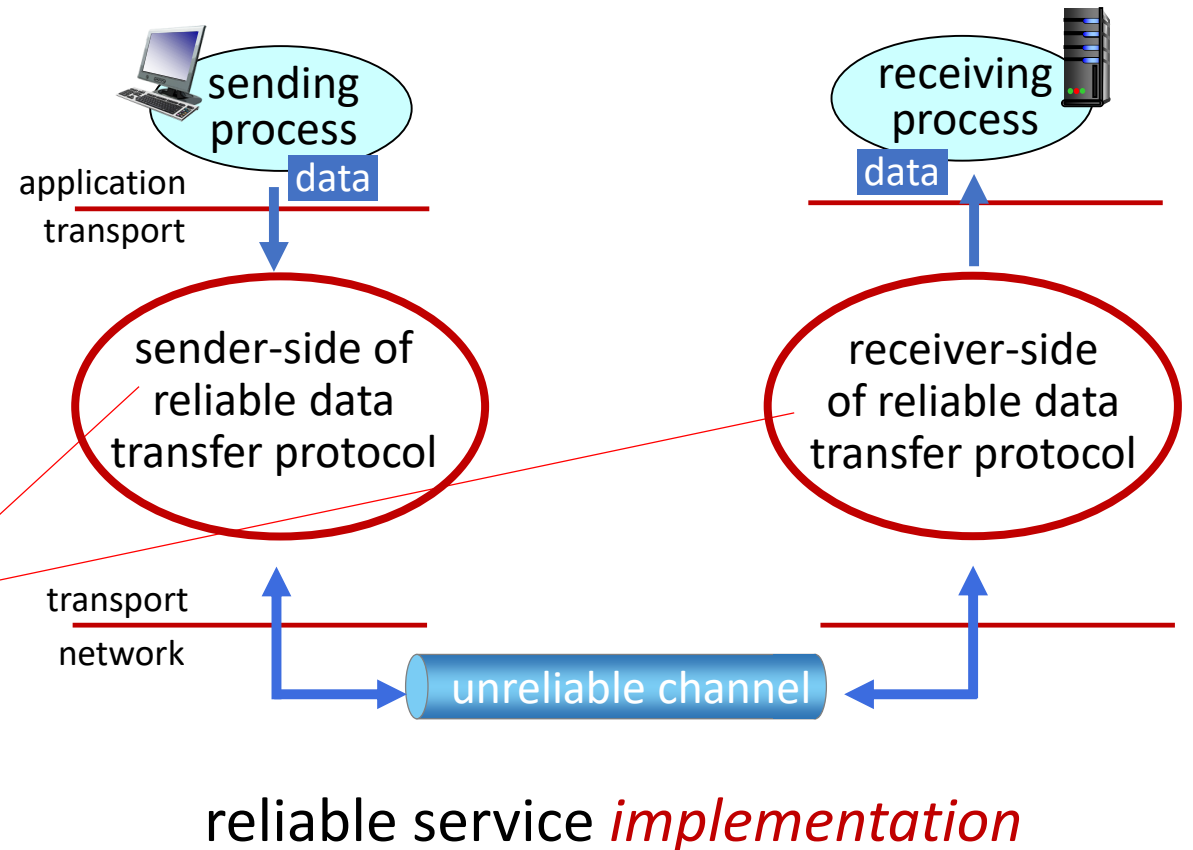 sending
process
data
application
transport
receiving
process
data
sender-side of
reliable data
transfer protocol
receiver-side
of reliable data
transfer protocol
transport
network
unreliable channel
reliable service implementation